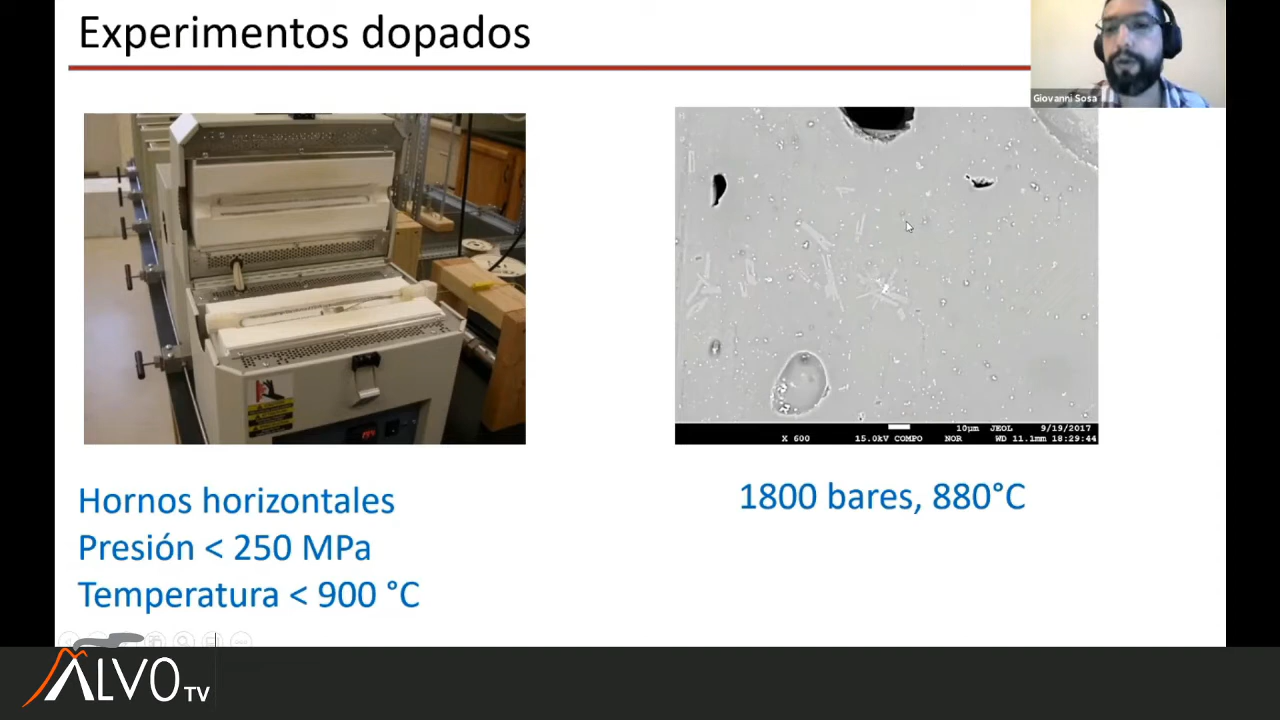 Experimentos dopados
Giovanni Sosa
10µm JEOL 9/19/2017
X 600 15.0kV COMPO NOR WD 11.1mm 18:29:44
Hornos horizontales
Presión < 250 MPa
Temperatura < 900 °C
1800 bares, 880°C
ALVO TV